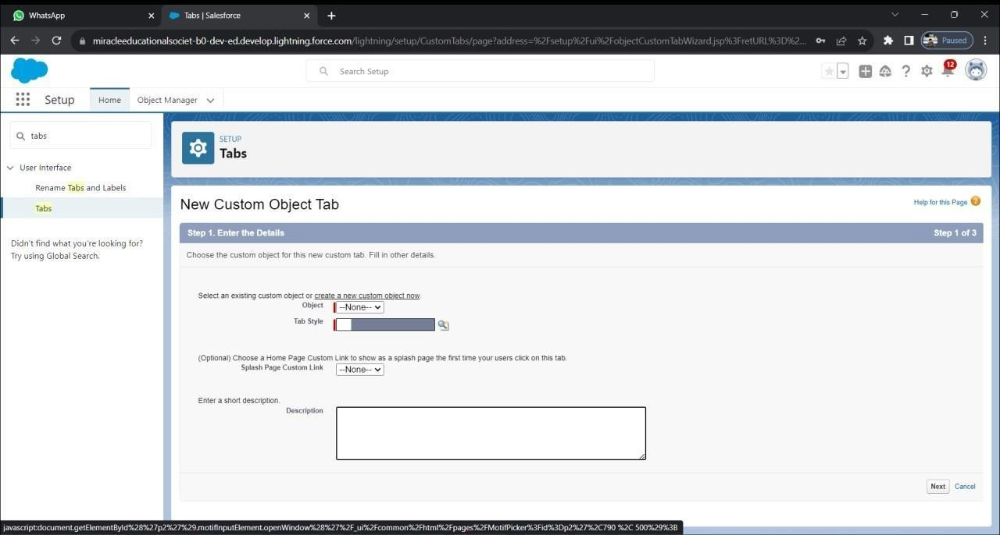 WhatsApp
Tabs | Salesforce
miracleeducationalsociet-b0-dev-ed.develop.lightning.force.com/lightning/setup/CustomTabs/page?address=%2Fsetup%2Fui%2FobjectCustomTabWizard.jsp%3FretURL%3D%2...
Paused
Search Setup
12
Setup
Home
Object Manager
tabs
User Interface
Rename Tabs and Labels
Tabs
Didn't find what you're looking for?
Try using Global Search.
SETUP
Tabs
New Custom Object Tab
Help for this Page
Step 1. Enter the Details
Step 1 of 3
Choose the custom object for this new custom tab. Fill in other details.
Select an existing custom object or create a new custom object now.
Object
--None--
Tab Style
(Optional) Choose a Home Page Custom Link to show as a splash page the first time your users click on this tab.
Splash Page Custom Link
--None--
Enter a short description.
Description
Next
Cancel
javascript:document.getElementById%28%27p2%27%29.motifInputElement.openWindow%28%27%2F_ui%2Fcommon%2Fhtml%2Fpages%2FMotifPicker%3Fid%3Dp2%27%2C790 %2C 500%29%3B